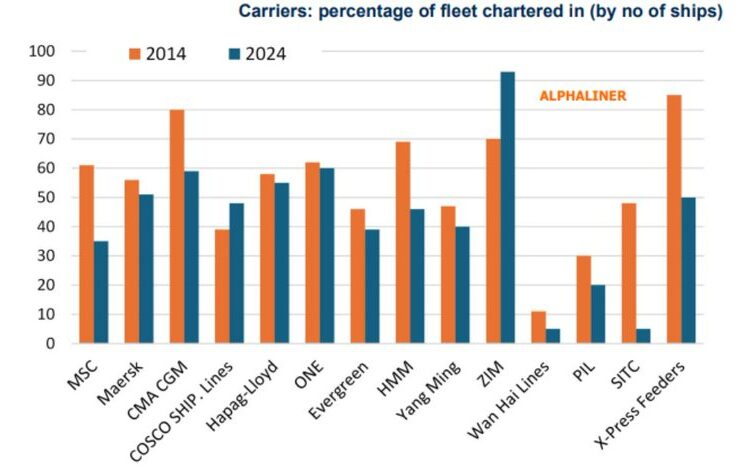 Carriers: percentage of fleet chartered in (by no of ships)
100
90
80
70
60
50
40
30
20
10
0
2014 2024
ALPHALINER
MSC
Maersk
CMA CGM
COSCO SHIP. Lines
Hapag-Lloyd
ONE
Evergreen
HMM
Yang Ming
ZIM
Wan Hai Lines
PIL
SITC
X-Press Feeders